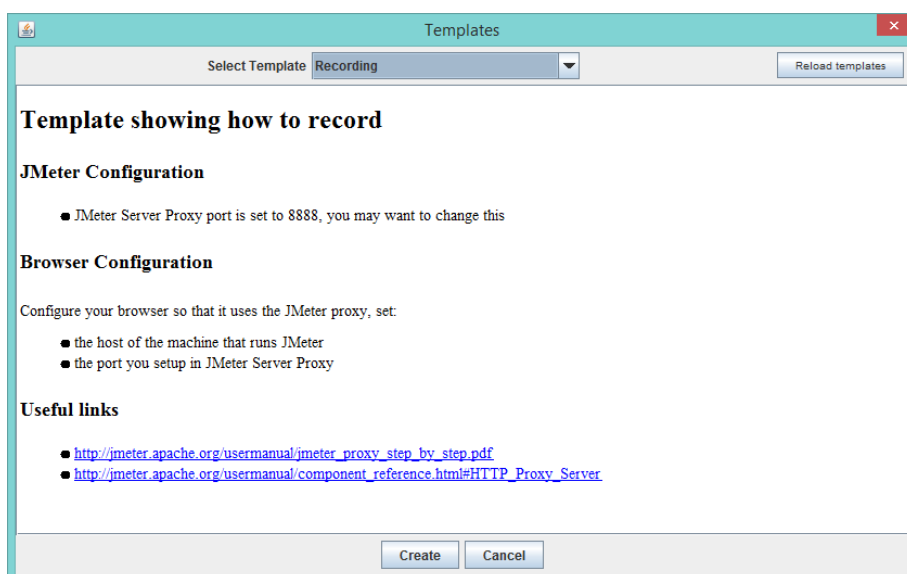 Templates
Select Template Recording Reload templates
Template showing how to record
JMeter Configuration
JMeter Server Proxy port is set to 8888, you may want to change this
Browser Configuration
Configure your browser so that it uses the JMeter proxy, set:
the host of the machine that runs JMeter
the port you setup in JMeter Server Proxy
Useful links
http://jmeter.apache.org/usermanual/jmeter_proxy_step_by_step.pdf
http://jmeter.apache.org/usermanual/component_reference.html#HTTP_Proxy_Server
Create Cancel